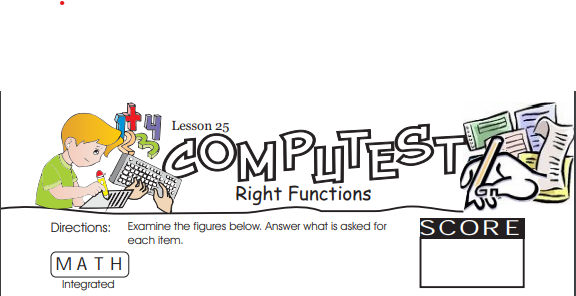 Lesson 25
COMPUTEST
Right Functions
Directions: Examine the figures below. Answer what is asked for
each item.
SCORE
MATH
Integrated